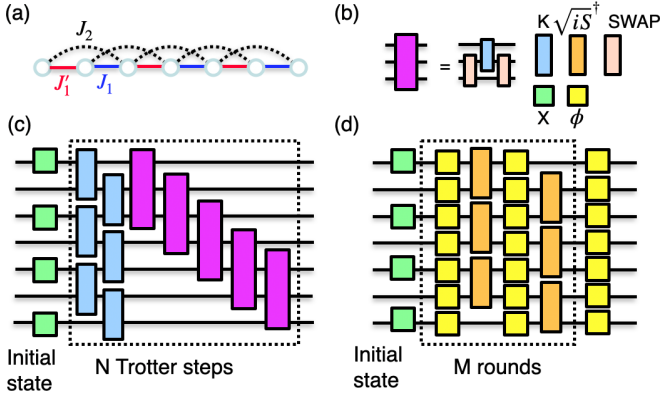 (a)
J₂
J₁′
J₁
(b)
=
K √iS† SWAP
X
ϕ
(c)
Initial
state
N Trotter steps
(d)
Initial
state
M rounds